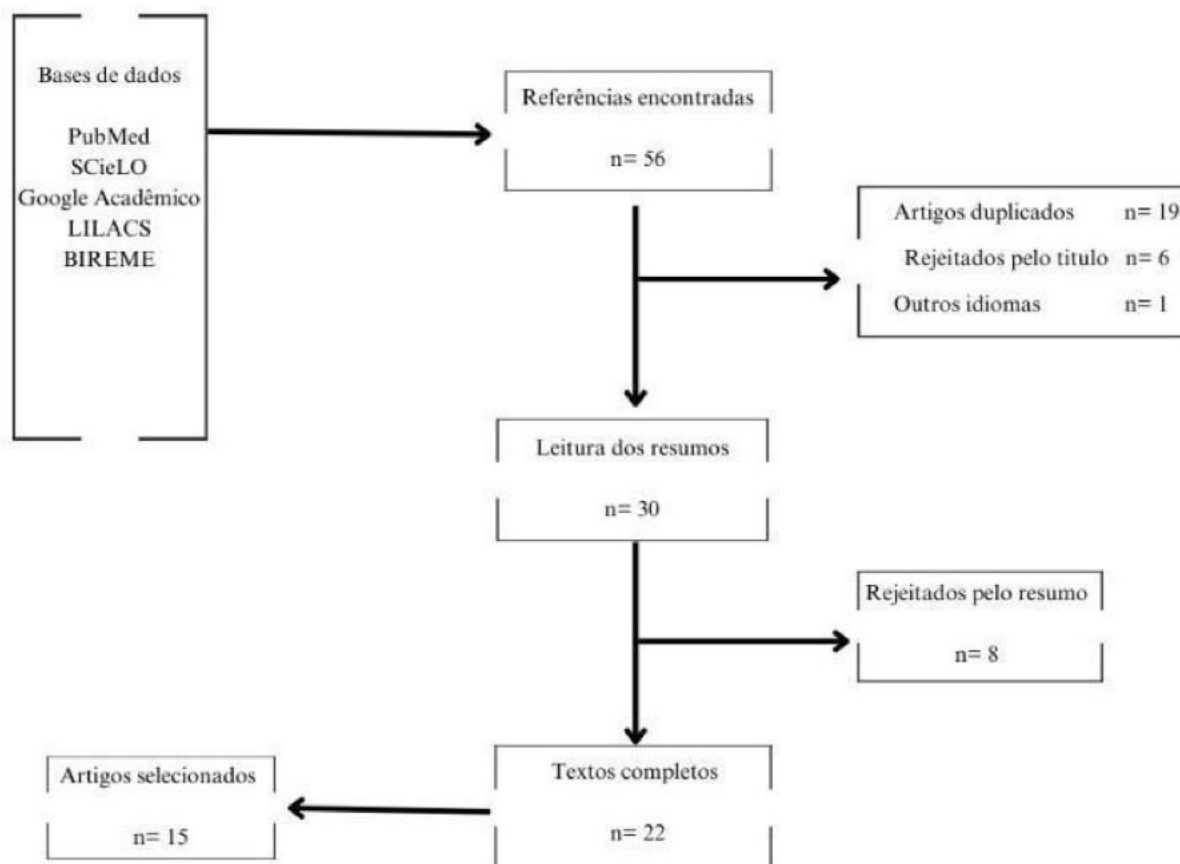 Bases de dados
PubMed
SCieLO
Google Acadêmico
LILACS
BIREME
Referências encontradas
n= 56
Artigos duplicados n= 19
Rejeitados pelo titulo n= 6
Outros idiomas n= 1
Leitura dos resumos
n= 30
Rejeitados pelo resumo
n= 8
Textos completos
n= 22
Artigos selecionados
n= 15